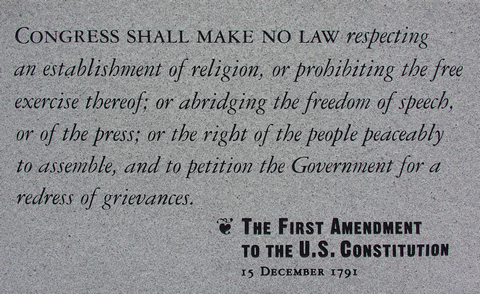 CONGRESS SHALL MAKE NO LAW respecting
an establishment of religion, or prohibiting the free
exercise thereof; or abridging the freedom of speech,
or of the press; or the right of the people peaceably
to assemble, and to petition the Government for a
redress of grievances.
THE FIRST AMENDMENT
TO THE U.S. CONSTITUTION
15 DECEMBER 1791